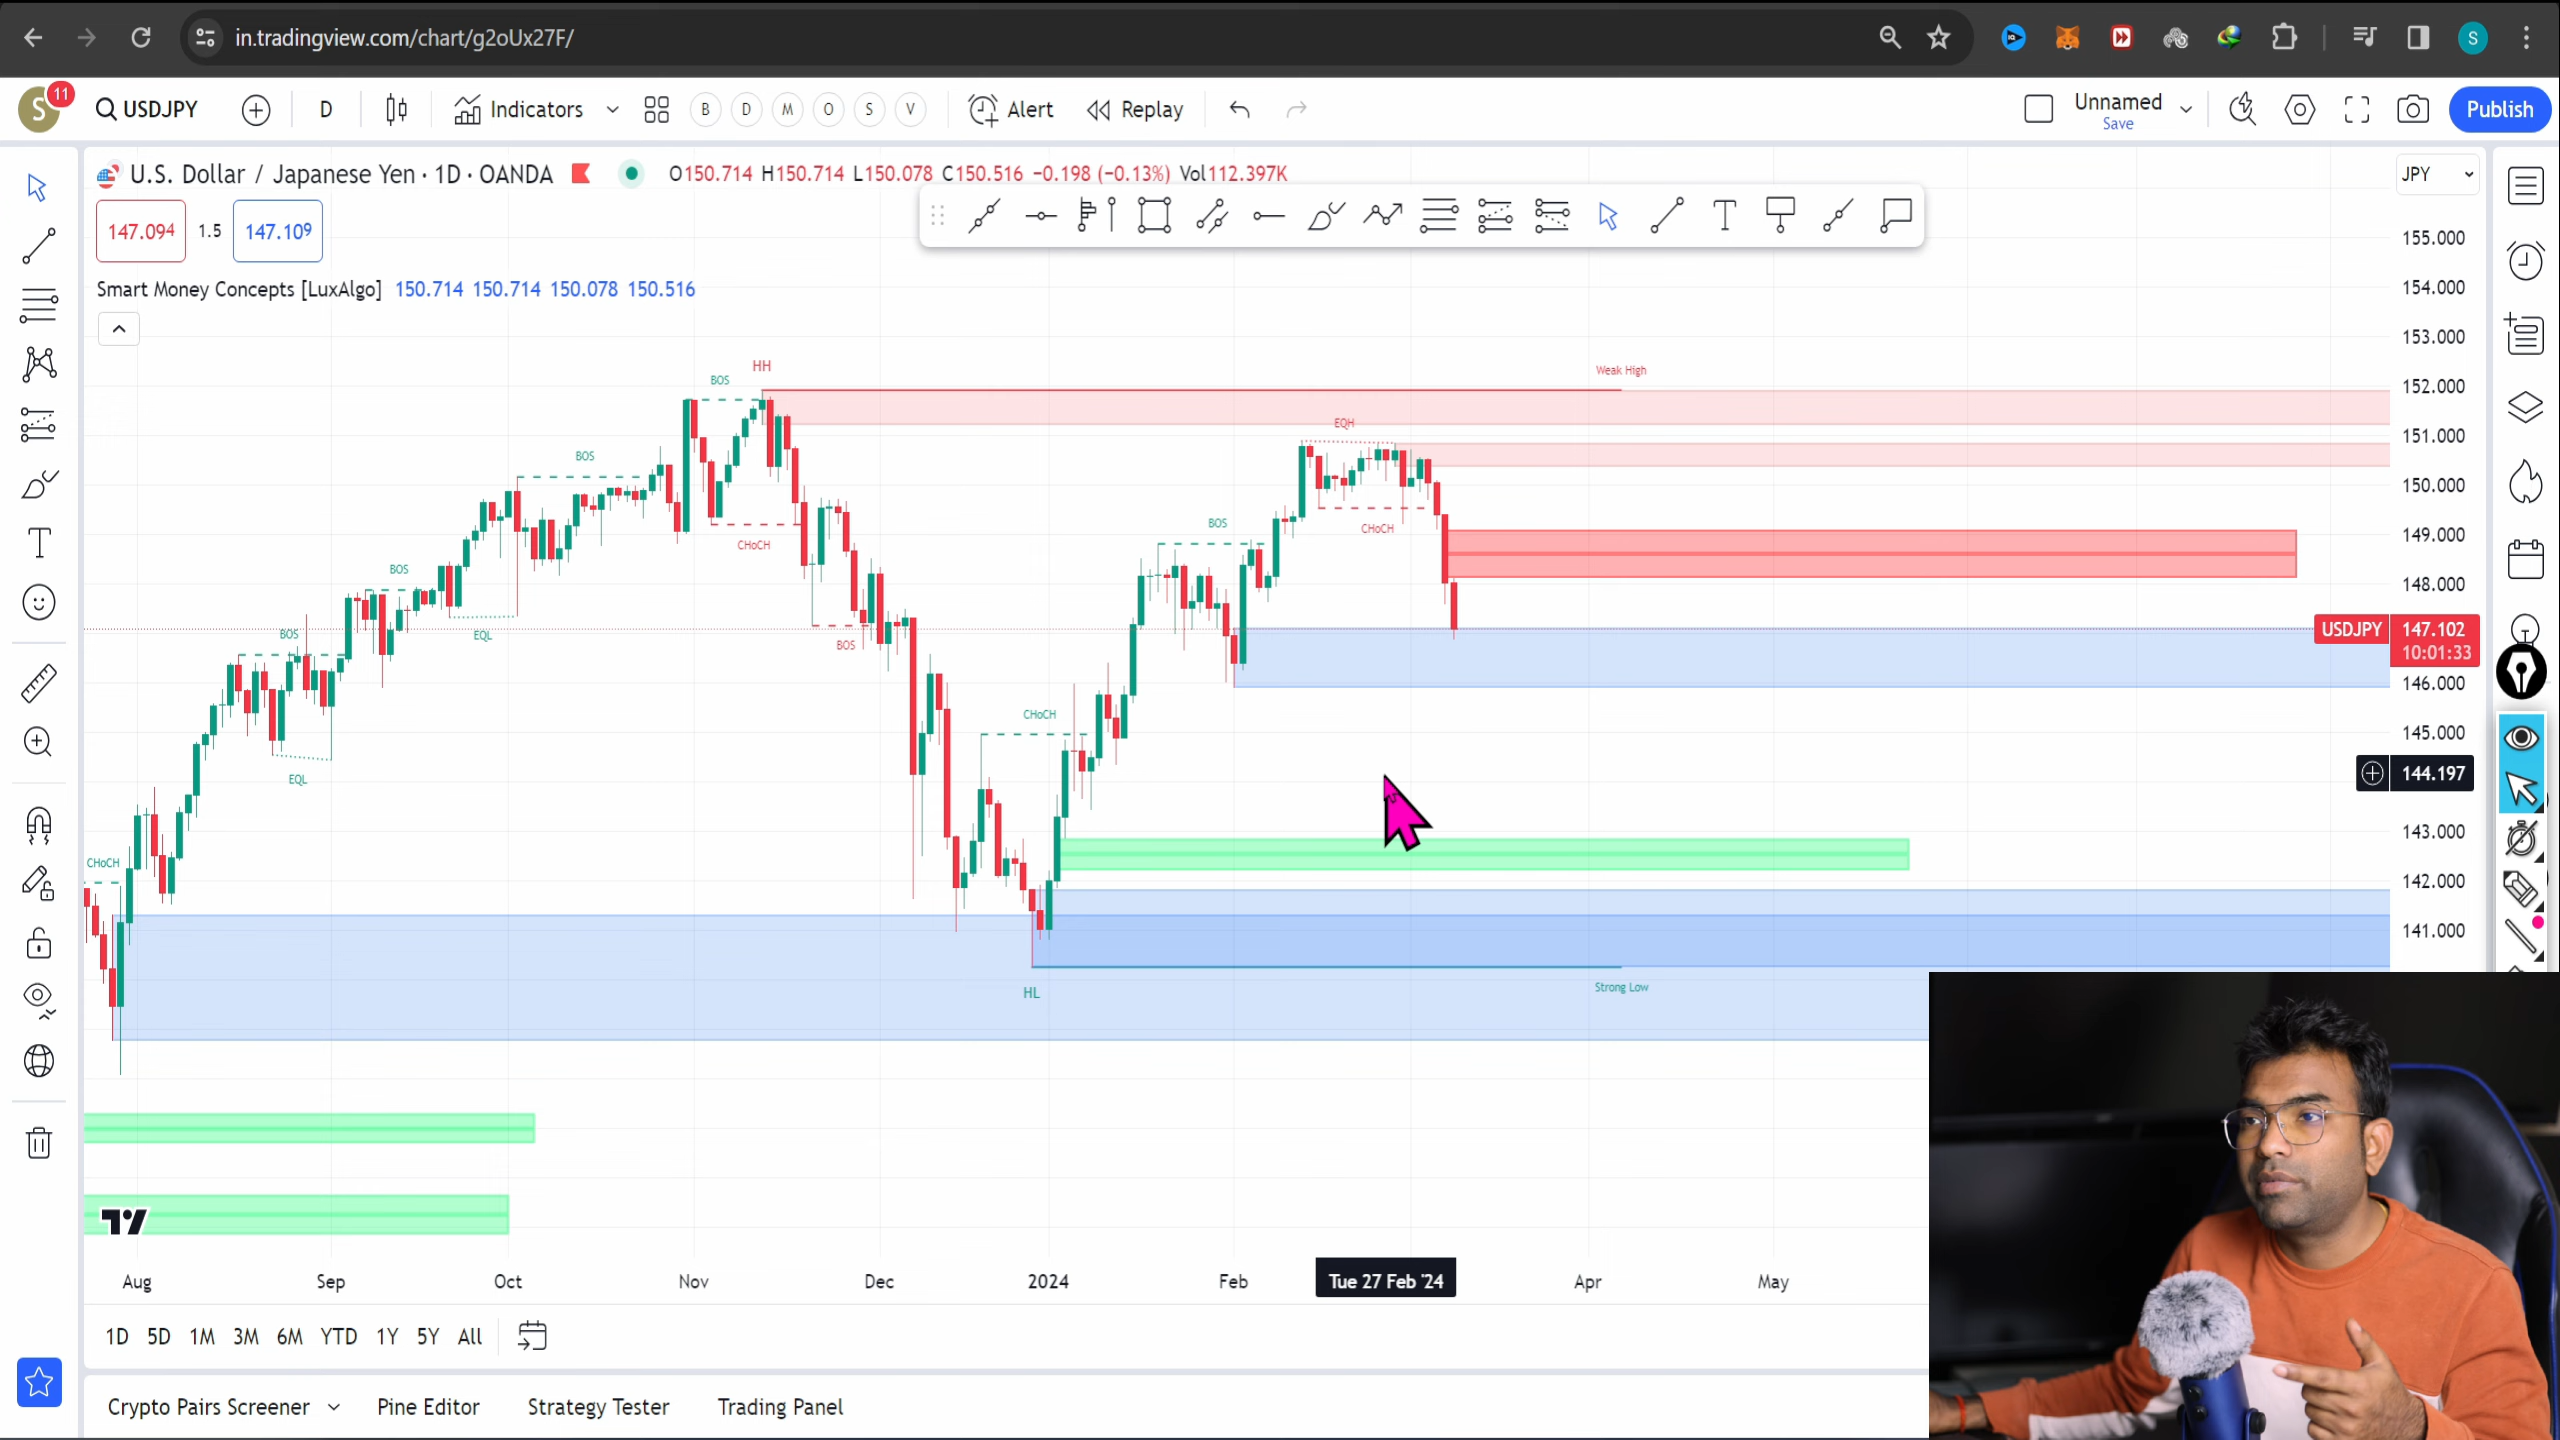 in.tradingview.com/chart/g2oUx27F/
S
S
11
USDJPY
D
Indicators
B
D
M
O
S
V
Alert
Replay
Unnamed
Save
Publish
U.S. Dollar / Japanese Yen · 1D · OANDA
O150.714 H150.714 L150.078 C150.516 −0.198 (−0.13%) Vol112.397K
JPY
147.094
1.5
147.109
Smart Money Concepts [LuxAlgo] 150.714 150.714 150.078 150.516
155.000
154.000
153.000
152.000
151.000
150.000
149.000
148.000
USDJPY
147.102
10:01:33
146.000
145.000
144.197
143.000
142.000
141.000
HH
BOS
Weak High
EQH
BOS
BOS
CHoCH
CHoCH
BOS
BOS
EQL
BOS
BOS
CHoCH
EQL
CHoCH
HL
Strong Low
Aug
Sep
Oct
Nov
Dec
2024
Feb
Tue 27 Feb '24
Apr
May
1D 5D 1M 3M 6M YTD 1Y 5Y All
Crypto Pairs Screener
Pine Editor
Strategy Tester
Trading Panel